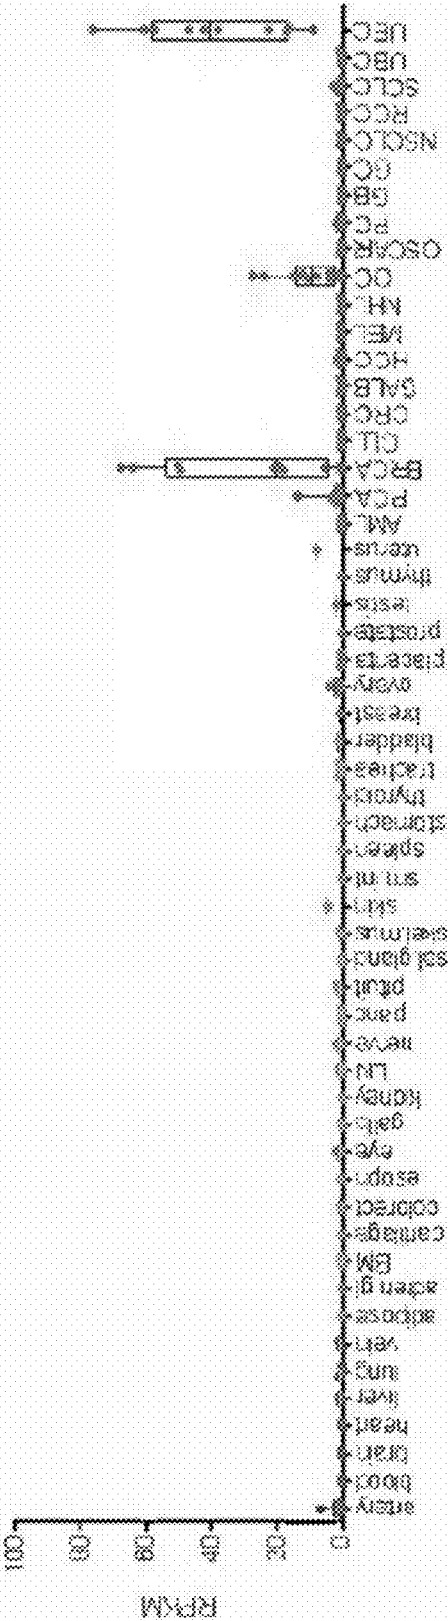 RPKM
100
80
60
40
20
0
artery
blood
brain
heart
liver
lung
vein
adipose
adren gl
BM
cartilage
colorect
esoph
eye
gallb
kidney
LN
nerve
panc
pituit
sal gland
skel mus
skin
sm int
spleen
stomach
thyroid
trachea
bladder
breast
ovary
placenta
prostate
testis
thymus
uterus
AML
PCA
BRCA
CLL
CRC
GALB
HCC
MEL
NHL
OC
OSCAR
PC
GB
GC
NSCLC
RCC
SCLC
UBC
UEC